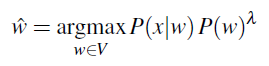 ŵ = argmax P(x|w) P(w)^λ
w∈V